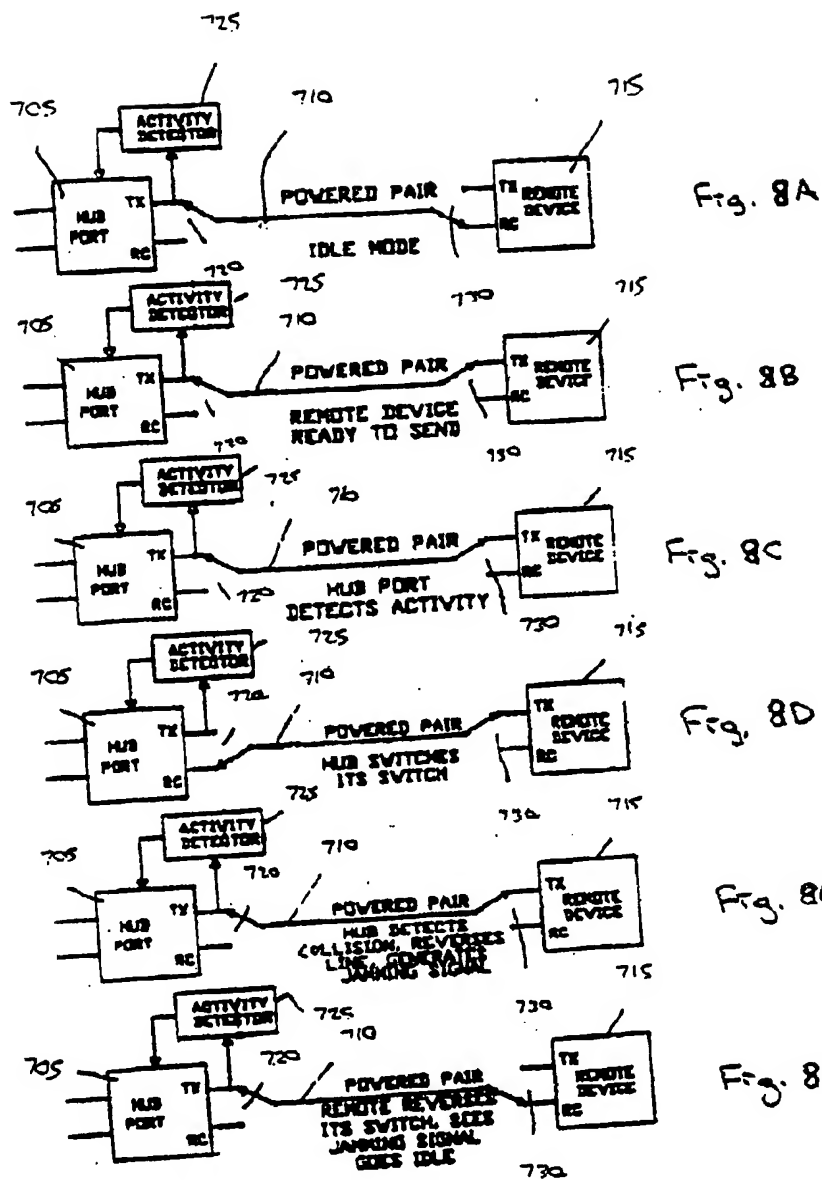 725
705
710
715
ACTIVITY
DETECTOR
HUB
PORT
TX
RC
POWERED PAIR
IDLE MODE
TX
RC
REMOTE
DEVICE
Fig. 8A
720
730
725
705
710
715
ACTIVITY
DETECTOR
HUB
PORT
TX
RC
POWERED PAIR
REMOTE DEVICE
READY TO SEND
TX
RC
REMOTE
DEVICE
Fig. 8B
720
730
725
705
710
715
ACTIVITY
DETECTOR
HUB
PORT
TX
RC
POWERED PAIR
HUB PORT
DETECTS ACTIVITY
TX
RC
REMOTE
DEVICE
Fig. 8C
720
730
725
705
720
710
715
ACTIVITY
DETECTOR
HUB
PORT
TX
RC
POWERED PAIR
HUB SWITCHES
ITS SWITCH
TX
RC
REMOTE
DEVICE
Fig. 8D
730
725
705
720
710
715
ACTIVITY
DETECTOR
HUB
PORT
TX
RC
POWERED PAIR
HUB DETECTS
COLLISION, REVERSES
LINE, GENERATES
JAMMING SIGNAL
TX
RC
REMOTE
DEVICE
Fig. 8
730
725
705
720
710
715
ACTIVITY
DETECTOR
HUB
PORT
TX
RC
POWERED PAIR
REMOTE REVERSES
ITS SWITCH, SEES
JAMMING SIGNAL
GOES IDLE
TX
RC
REMOTE
DEVICE
Fig. 8
730